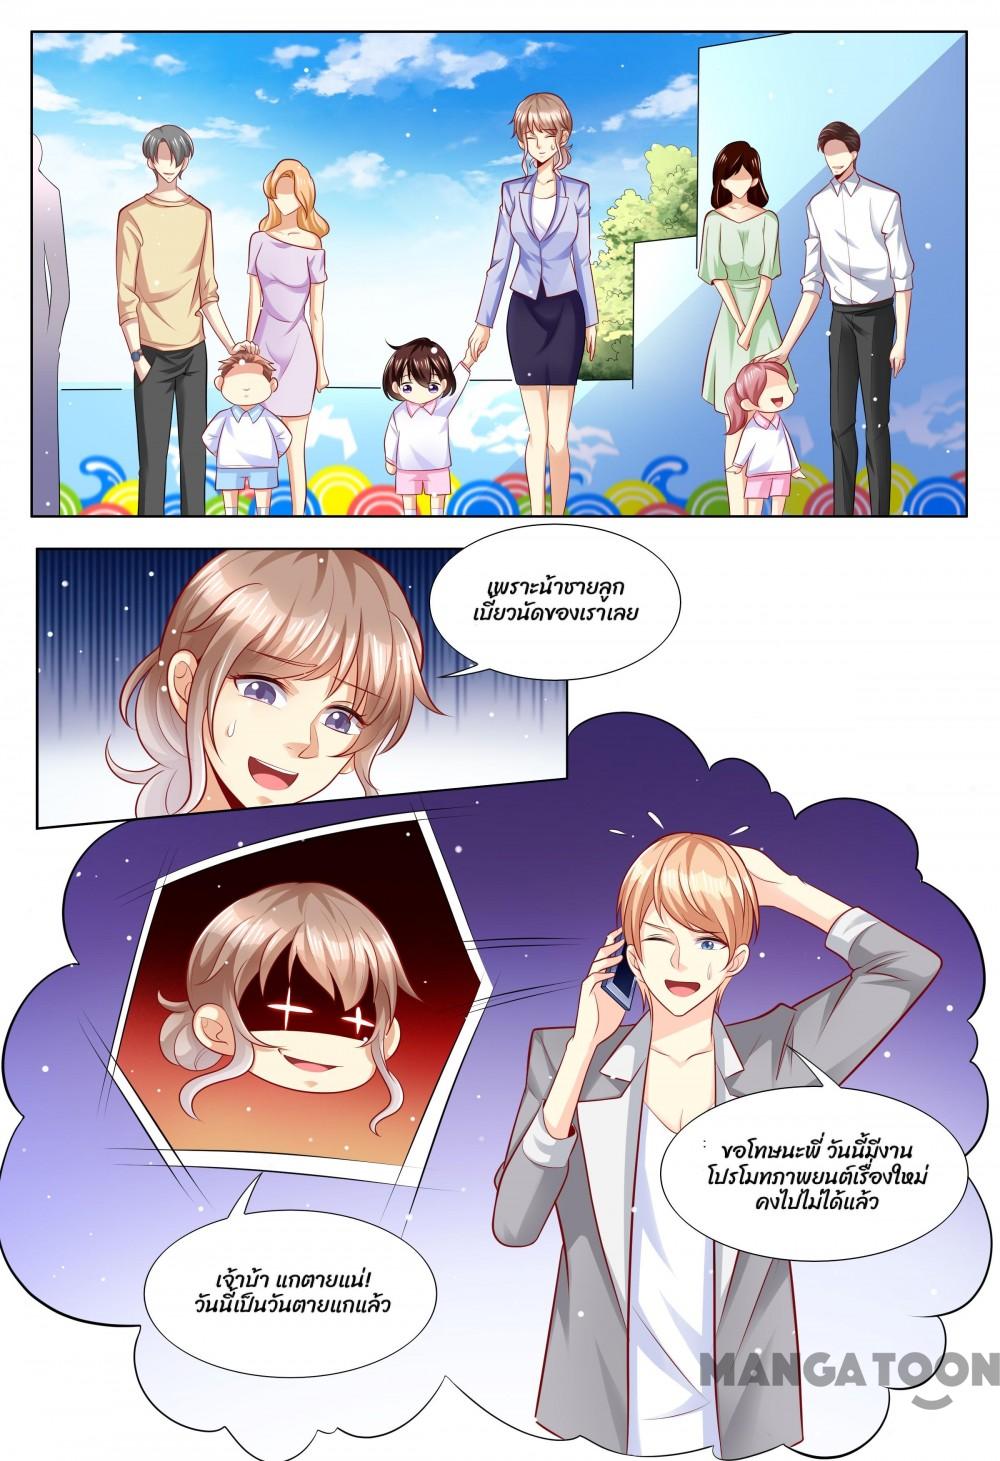 เพราะน้าชายลูก
เบี้ยวนัดของเราเลย
ขอโทษนะพี่ วันนี้มีงาน
โปรโมทภาพยนต์เรื่องใหม่
คงไปไม่ได้แล้ว
เจ้าบ้า แกตายแน่!
วันนี้เป็นวันตายแกแล้ว
MANGATOON